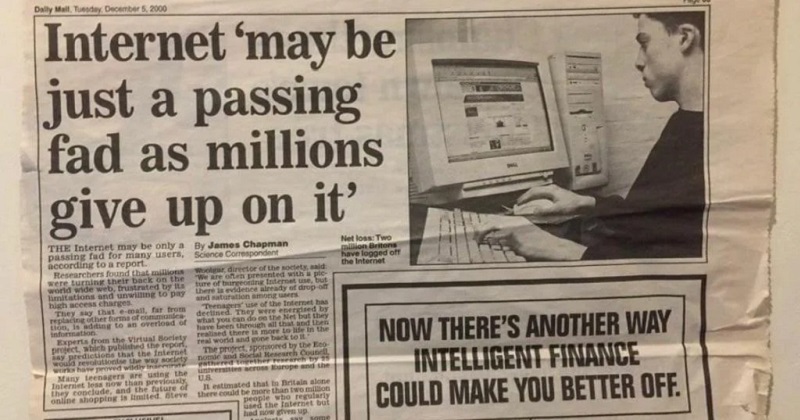 Daily Mail, Tuesday, December 5, 2000
Internet 'may be
just a passing
fad as millions
give up on it'
THE Internet may be only a
passing fad for many users,
according to a report.
Researchers found that millions
were turning their back on the
world wide web, frustrated by its
limitations and unwilling to pay
high access charges.
They say that e-mail, far from
replacing other forms of communica-
tion, is adding to an overload of
information.
Experts from the Virtual Society
project, which published the report,
say predictions that the Internet
would revolutionise the way society
works have proved wildly inaccurate.
Many teenagers are using the
Internet less now than previously,
they conclude, and the future of
online shopping is limited. Steve
By James Chapman
Science Correspondent
Woolgar, director of the society, said:
'We are often presented with a pic-
ture of burgeoning Internet use, but
there is evidence already of drop-off
and saturation among users.
'Teenagers' use of the Internet has
declined. They were energized by
what you can do on the Net but they
have been through all that and then
realised there is more to life in the
real world and gone back to it.'
The project, sponsored by the Eco-
nomic and Social Research Council,
gathered together research by 25
universities across Europe and the
U.S.
It estimated that in Britain alone
there could be more than two million
people who regularly
used the Internet but
had now given up.
Net loss: Two
million Britons
have logged off
the Internet
DELL
NOW THERE'S ANOTHER WAY
INTELLIGENT FINANCE
COULD MAKE YOU BETTER OFF.